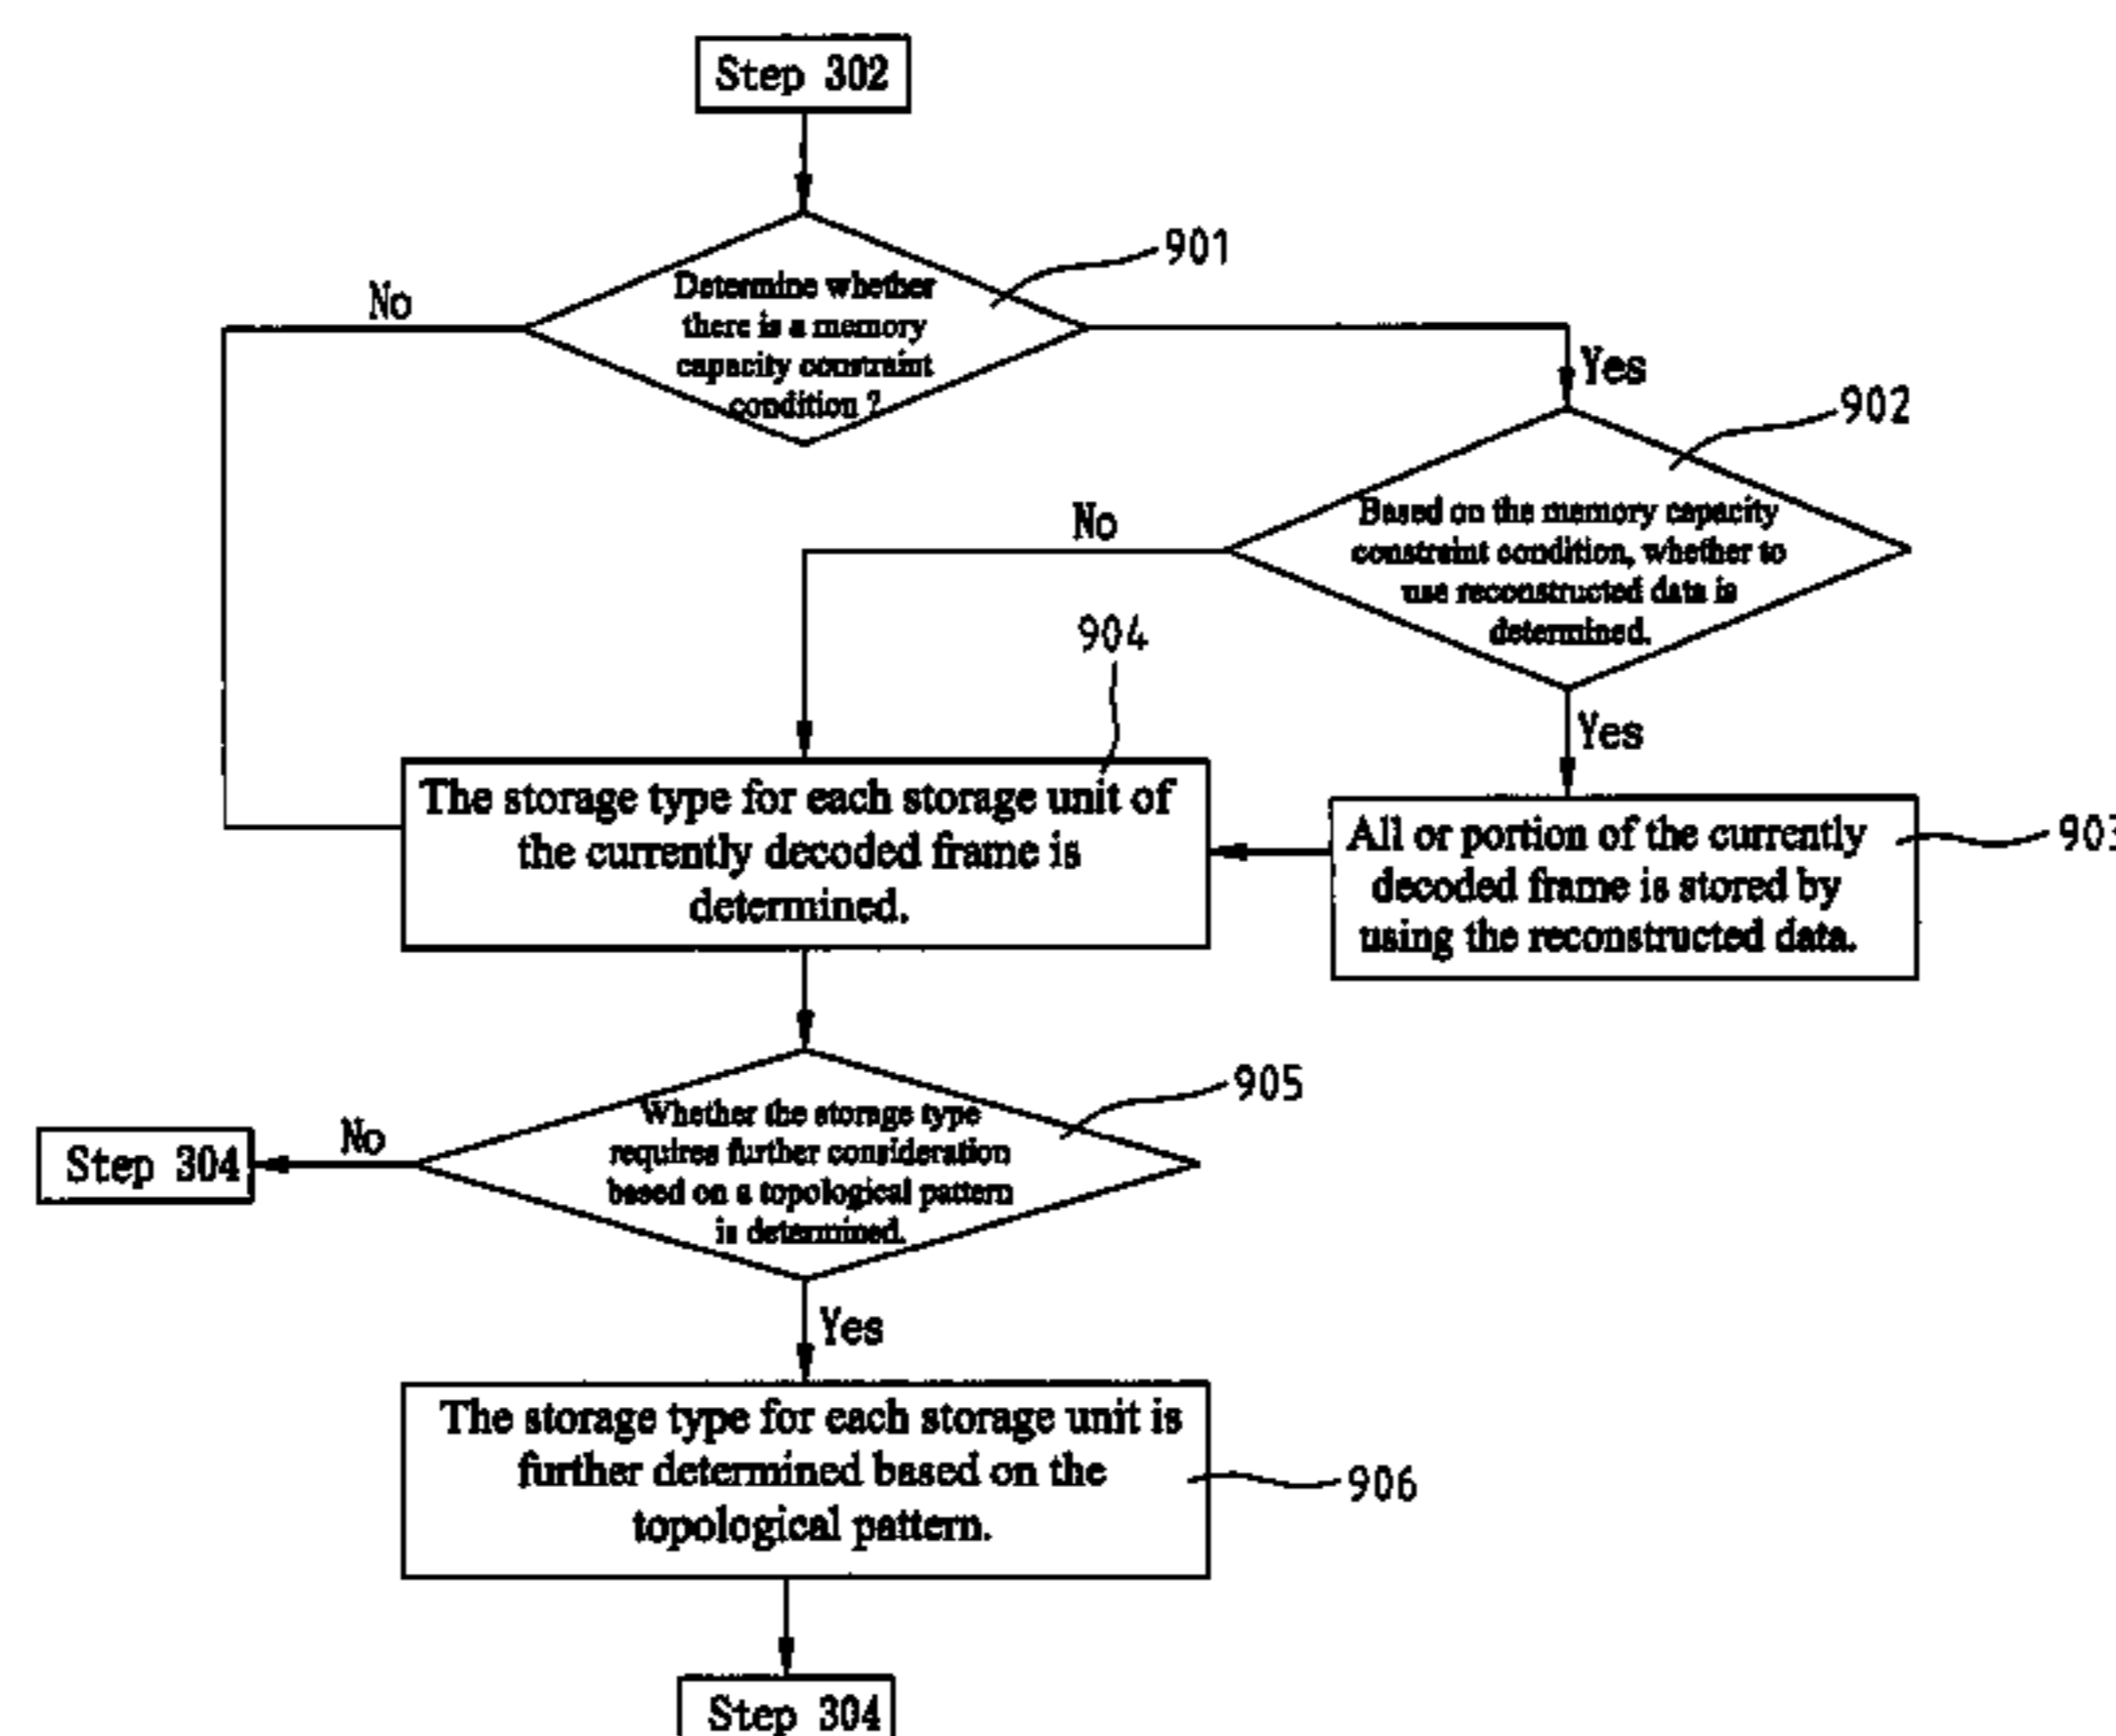 Step 302
901
No
Determine whether
there is a memory
capacity constraint
condition ?
Yes
902
Based on the memory capacity
constraint condition, whether to
use reconstructed data is
determined.
No
904
Yes
The storage type for each storage unit of
the currently decoded frame is
determined.
All or portion of the currently
decoded frame is stored by
using the reconstructed data.
903
905
Whether the storage type
requires further consideration
based on a topological pattern
is determined.
No
Step 304
Yes
The storage type for each storage unit is
further determined based on the
topological pattern.
906
Step 304